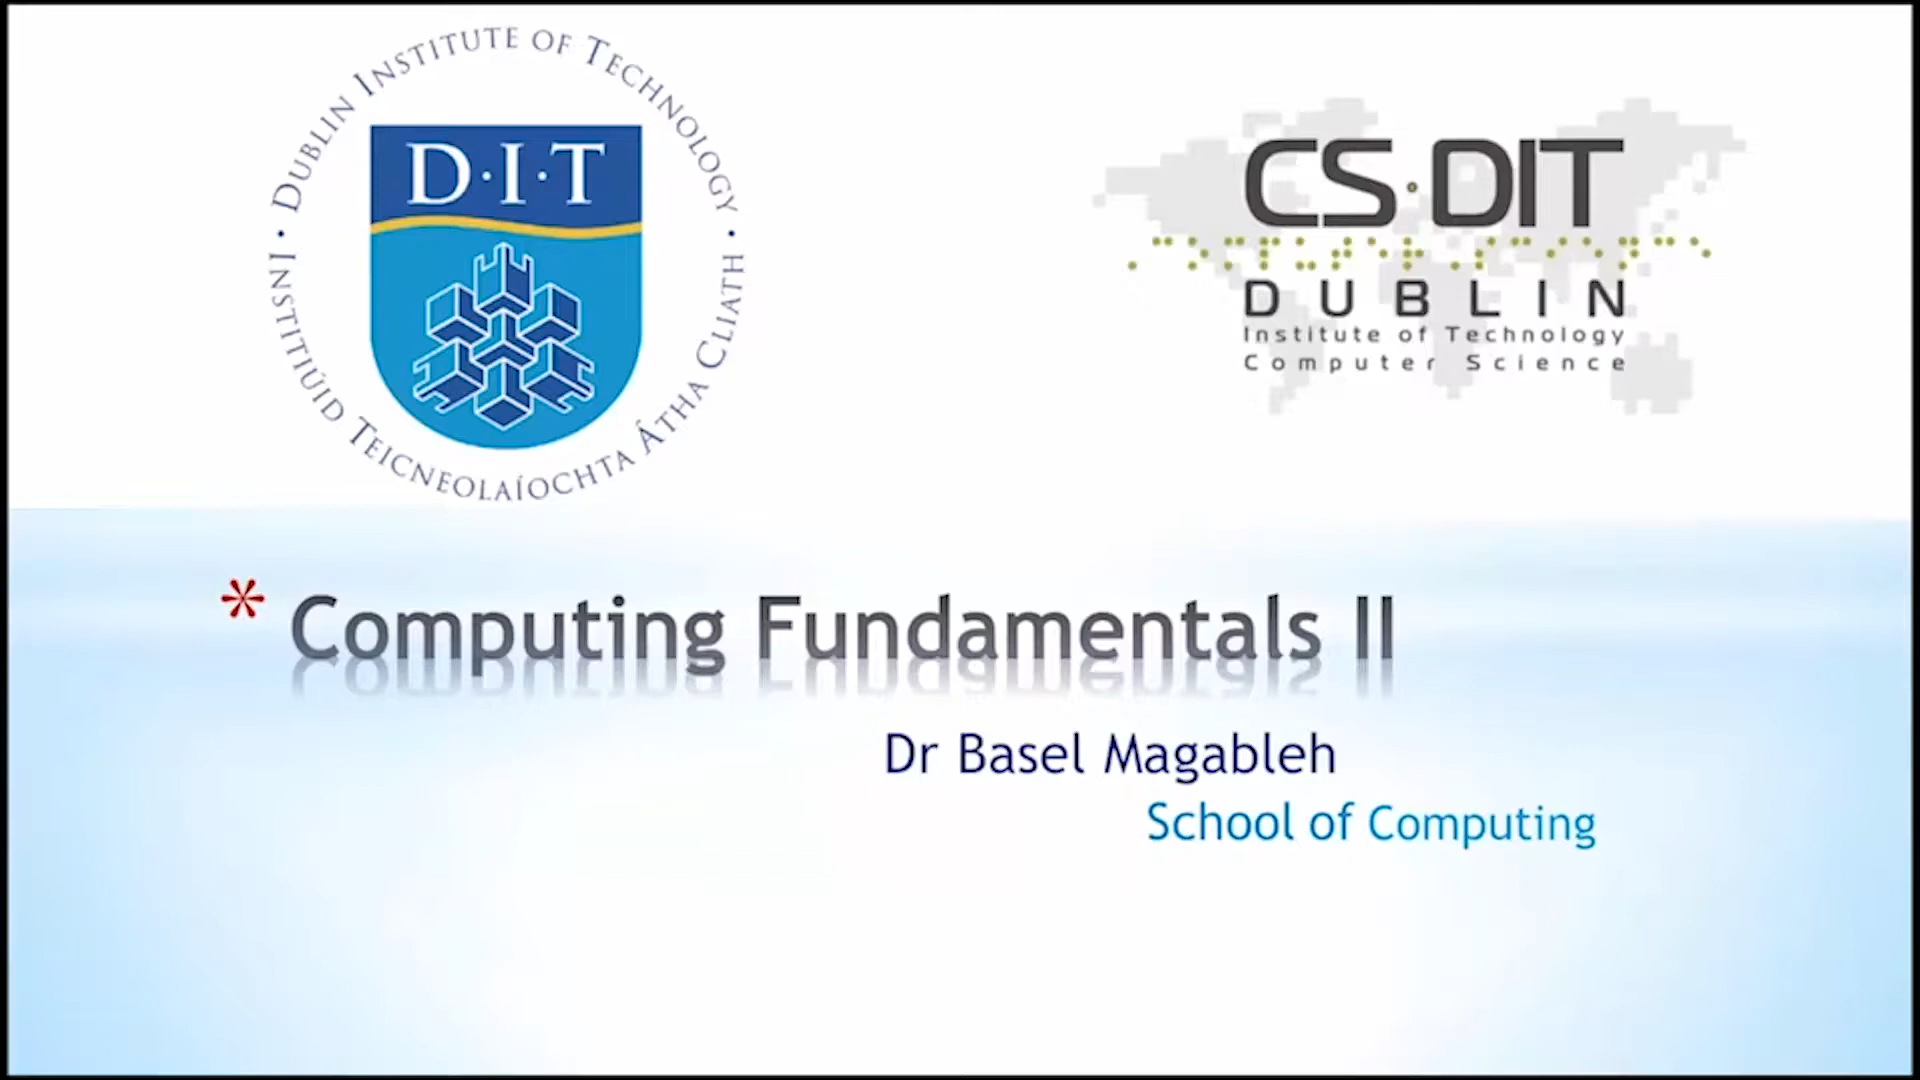 · DUBLIN INSTITUTE OF TECHNOLOGY ·
INSTITIÚID TEICNEOLAÍOCHTA ÁTHA CLIATH
D·I·T
CS·DIT
DUBLIN
Institute of Technology
Computer Science
* Computing Fundamentals II
Dr Basel Magableh
School of Computing